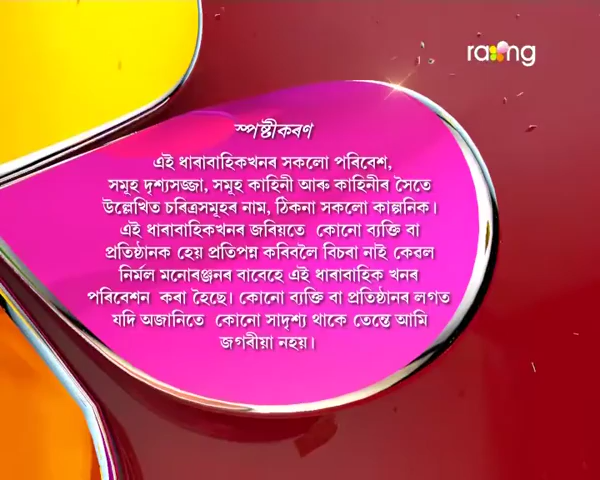 rang
স্পষ্টীকৰণ
এই ধাৰাবাহিকখনৰ সকলো পৰিবেশ,
সমূহ দৃশ্যসজ্জা, সমূহ কাহিনী আৰু কাহিনীৰ সৈতে
উল্লেখিত চৰিত্ৰসমূহৰ নাম, ঠিকনা সকলো কাল্পনিক।
এই ধাৰাবাহিকখনৰ জৰিয়তে কোনো ব্যক্তি বা
প্ৰতিষ্ঠানক হেয় প্ৰতিপন্ন কৰিবলৈ বিচৰা নাই কেৱল
নিৰ্মল মনোৰঞ্জনৰ বাবেহে এই ধাৰাবাহিক খনৰ
পৰিবেশন কৰা হৈছে। কোনো ব্যক্তি বা প্ৰতিষ্ঠানৰ লগত
যদি অজানিতে কোনো সাদৃশ্য থাকে তেন্তে আমি
জগৰীয়া নহয়।